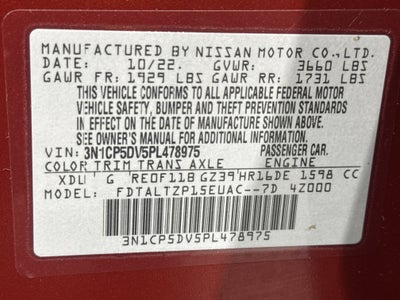 MANUFACTURED BY NISSAN MOTOR CO., LTD.
DATE: 10/22. GVWR: 3660 LBS
GAWR FR: 1929 LBS GAWR RR: 1731 LBS
THIS VEHICLE CONFORMS TO ALL APPLICABLE FEDERAL MOTOR
VEHICLE SAFETY, BUMPER AND THEFT PREVENTION STANDARDS
IN EFFECT ON THE DATE OF MANUFACTURE SHOWN ABOVE.
SEE OWNER'S MANUAL FOR ADDITIONAL INFORMATION.
VIN: 3N1CP5DV5PL478975 PASSENGER CAR
COLOR TRIM TRANS AXLE ENGINE
XDU G RE0F11B GZ39 HR16DE 1598 CC
MODEL: FDTALTZP15EUAC--7D 4Z000
3N1CP5DV5PL478975